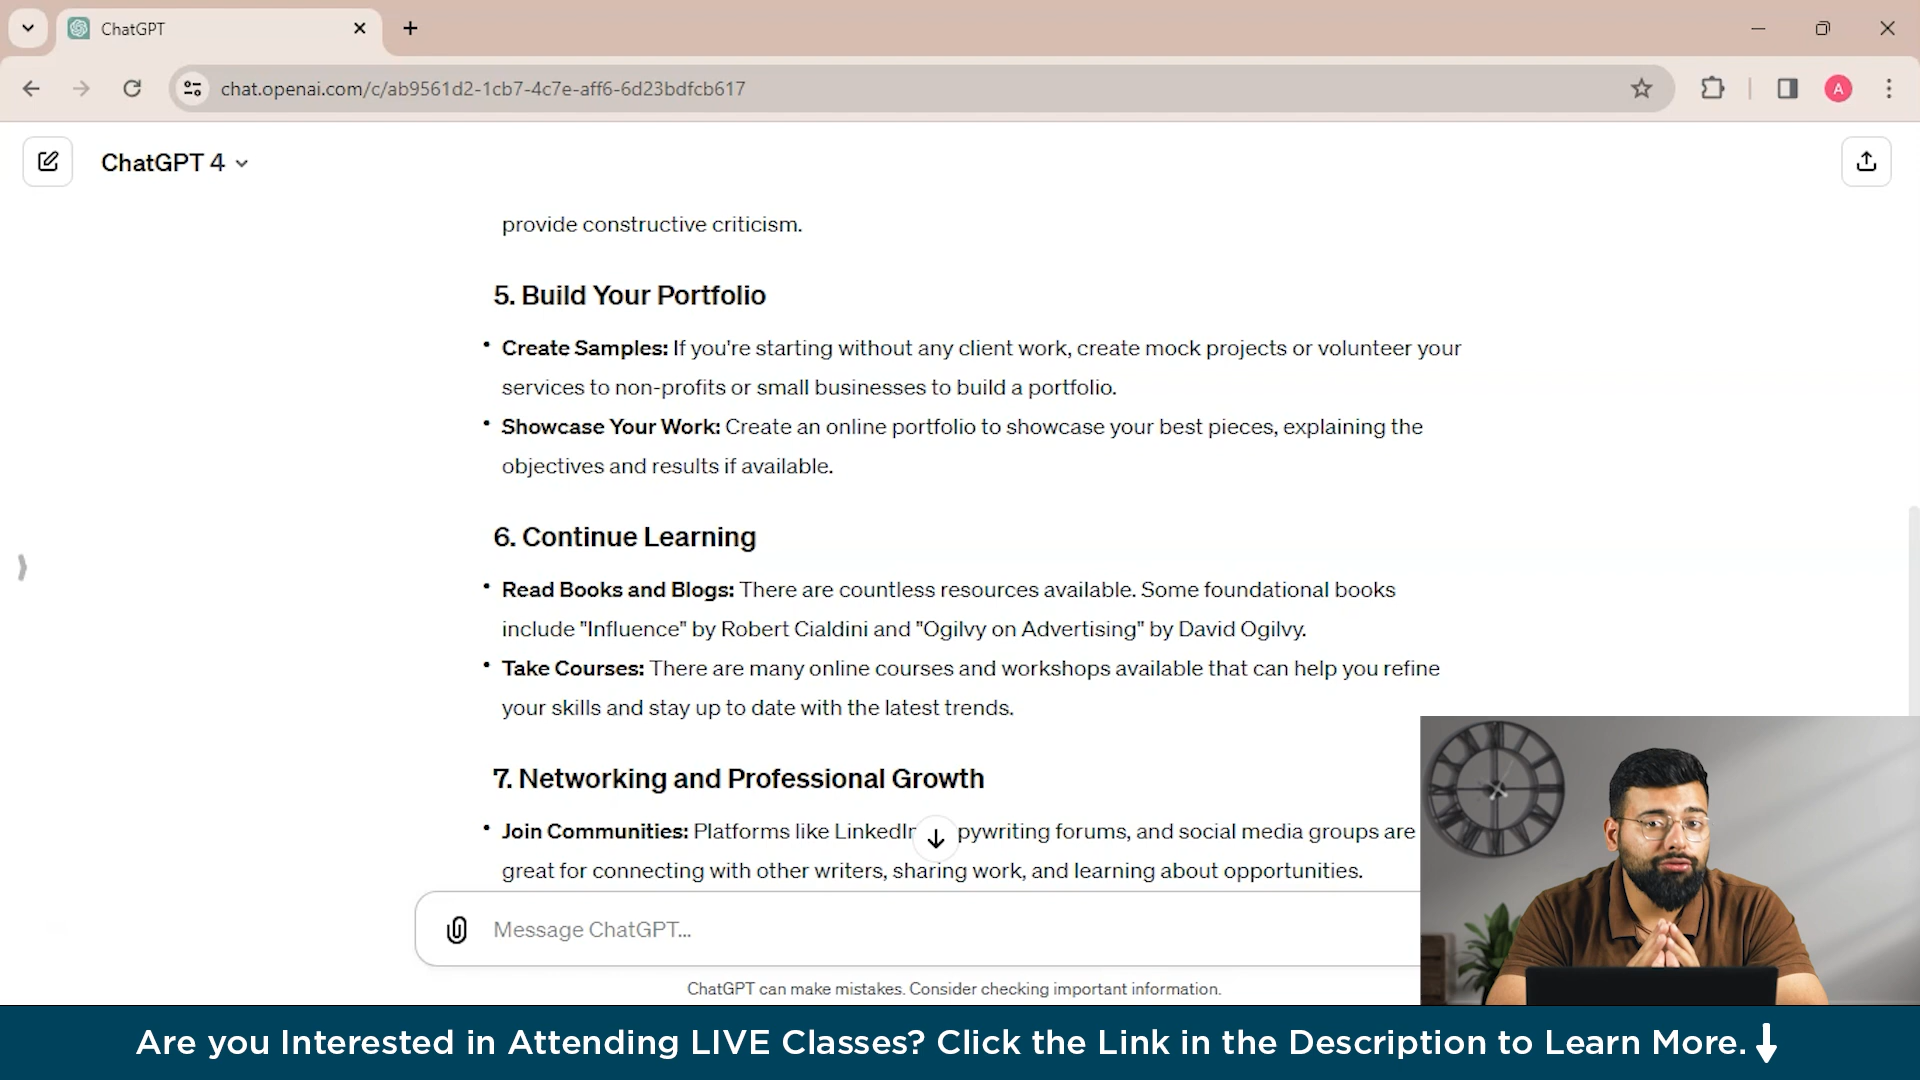 ChatGPT
chat.openai.com/c/ab9561d2-1cb7-4c7e-aff6-6d23bdfcb617
A
ChatGPT 4
provide constructive criticism.
5. Build Your Portfolio
• Create Samples: If you're starting without any client work, create mock projects or volunteer your
services to non-profits or small businesses to build a portfolio.
• Showcase Your Work: Create an online portfolio to showcase your best pieces, explaining the
objectives and results if available.
6. Continue Learning
• Read Books and Blogs: There are countless resources available. Some foundational books
include "Influence" by Robert Cialdini and "Ogilvy on Advertising" by David Ogilvy.
• Take Courses: There are many online courses and workshops available that can help you refine
your skills and stay up to date with the latest trends.
7. Networking and Professional Growth
• Join Communities: Platforms like forums, and social media groups are
great for connecting with other writers, sharing work, and learning about opportunities.
Message ChatGPT...
ChatGPT can make mistakes. Consider checking important information.
Are you Interested in Attending LIVE Classes? Click the Link in the Description to Learn More.